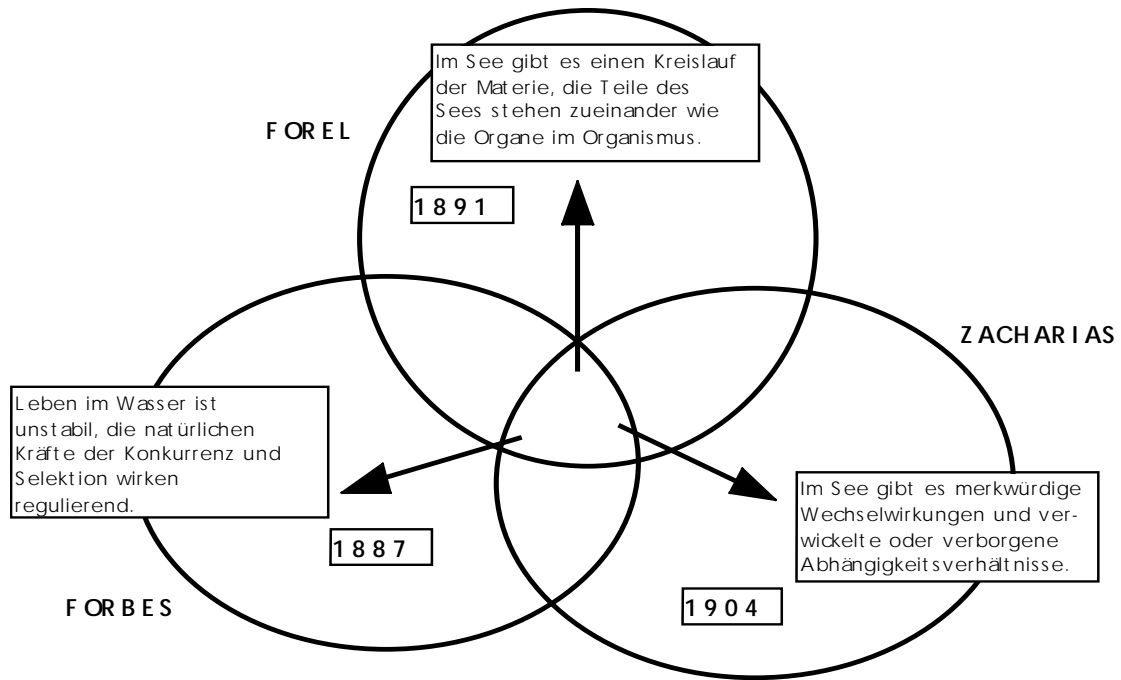 Im See gibt es einen Kreislauf
der Materie, die Teile des
Sees stehen zueinander wie
die Organe im Organismus.
FOREL
1891
ZACHARIAS
Leben im Wasser ist
unstabil, die natürlichen
Kräfte der Konkurrenz und
Selektion wirken
regulierend.
Im See gibt es merkwürdige
Wechselwirkungen und ver-
wickelte oder verborgene
Abhängigkeitsverhältnisse.
1887
FORBES
1904